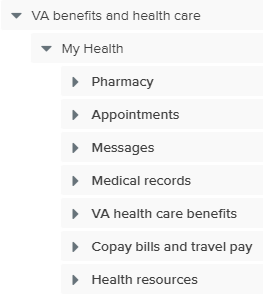 VA benefits and health care
My Health
Pharmacy
Appointments
Messages
Medical records
VA health care benefits
Copay bills and travel pay
Health resources